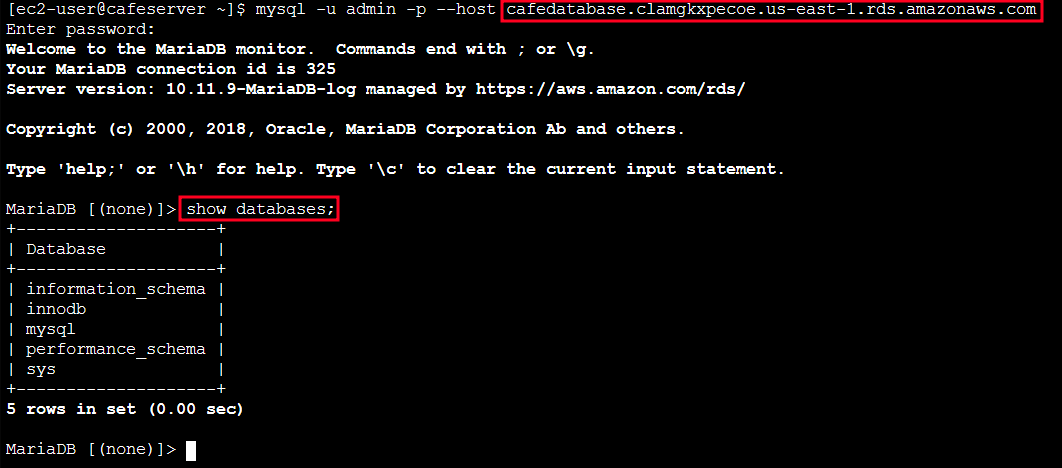 [ec2-user@cafeserver ~]$ mysql -u admin -p --host cafedatabase.clamgkxpecoe.us-east-1.rds.amazonaws.com
Enter password:
Welcome to the MariaDB monitor.  Commands end with ; or \g.
Your MariaDB connection id is 325
Server version: 10.11.9-MariaDB-log managed by https://aws.amazon.com/rds/
Copyright (c) 2000, 2018, Oracle, MariaDB Corporation Ab and others.
Type 'help;' or '\h' for help. Type '\c' to clear the current input statement.
MariaDB [(none)]> show databases;
+--------------------+
| Database           |
+--------------------+
| information_schema |
| innodb             |
| mysql              |
| performance_schema |
| sys                |
+--------------------+
5 rows in set (0.00 sec)
MariaDB [(none)]>